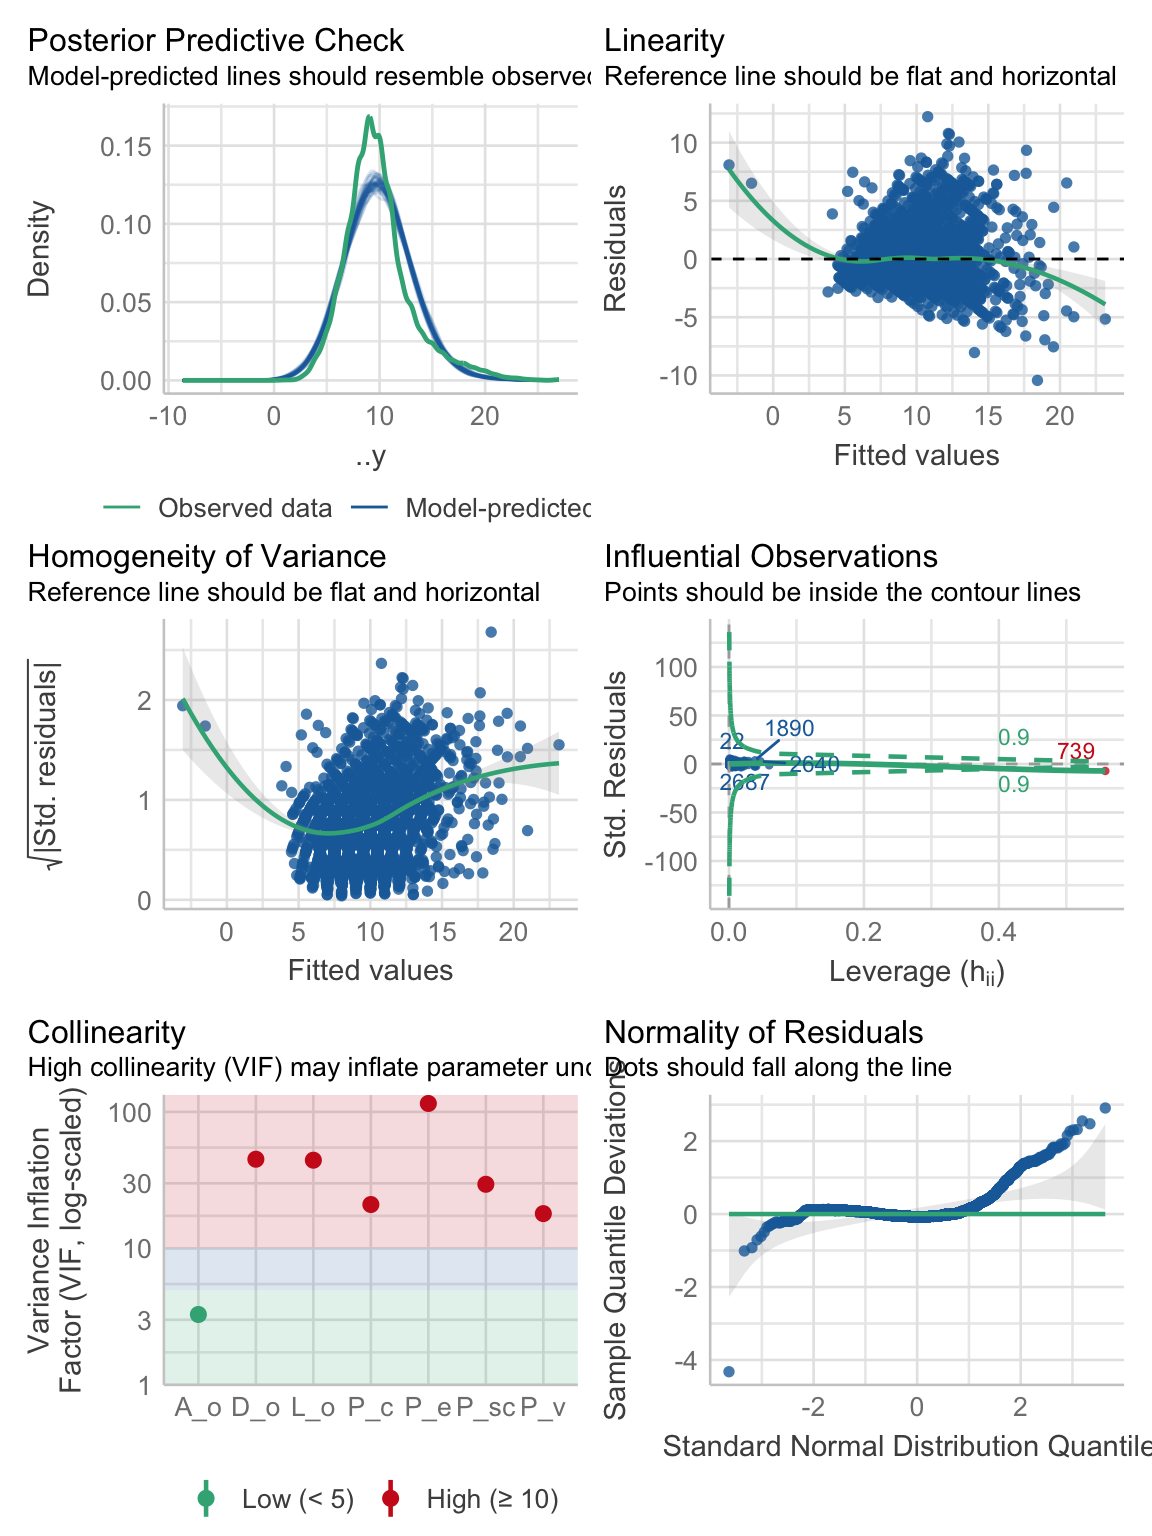 Posterior Predictive Check
Model-predicted lines should resemble observed
0.15
0.10
0.05
0.00
Density
-10 0 10 20
..y
Observed data Model-predicted
Linearity
Reference line should be flat and horizontal
10
5
0
-5
-10
Residuals
0 5 10 15 20
Fitted values
Homogeneity of Variance
Reference line should be flat and horizontal
2
1
0
√|Std. residuals|
0 5 10 15 20
Fitted values
Influential Observations
Points should be inside the contour lines
100
50
0
-50
-100
Std. Residuals
22
1890
2640
2687
0.9
0.9
739
0.0 0.2 0.4
Leverage (hii)
Collinearity
High collinearity (VIF) may inflate parameter unc
100
30
10
3
1
Variance Inflation
Factor (VIF, log-scaled)
A_o D_o L_o P_c P_e P_sc P_v
Low (< 5) High (≥ 10)
Normality of Residuals
Dots should fall along the line
2
0
-2
-4
Sample Quantile Deviations
-2 0 2
Standard Normal Distribution Quantile